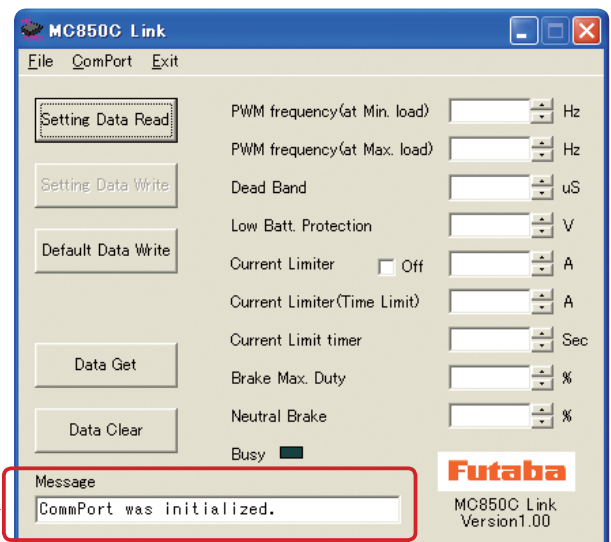 MC850C Link
File ComPort Exit
Setting Data Read
Setting Data Write
Default Data Write
Data Get
Data Clear
PWM frequency(at Min. load) Hz
PWM frequency(at Max. load) Hz
Dead Band uS
Low Batt. Protection V
Current Limiter Off A
Current Limiter(Time Limit) A
Current Limit timer Sec
Brake Max. Duty %
Neutral Brake %
Busy
Message
CommPort was initialized.
Futaba
MC850C Link
Version1.00